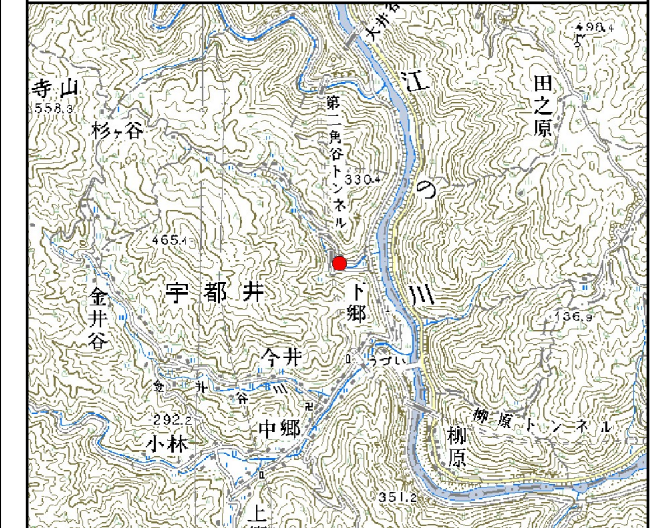 498.4
大井谷
江の川
寺山
558.3
田之原
杉ヶ谷
第二角谷トンネル
330.4
465.4
宇都井
下郷
金井谷
136.9
うづい
今井
金井谷川
292.2
小林
中郷
柳原トンネル
柳原
351.2
上